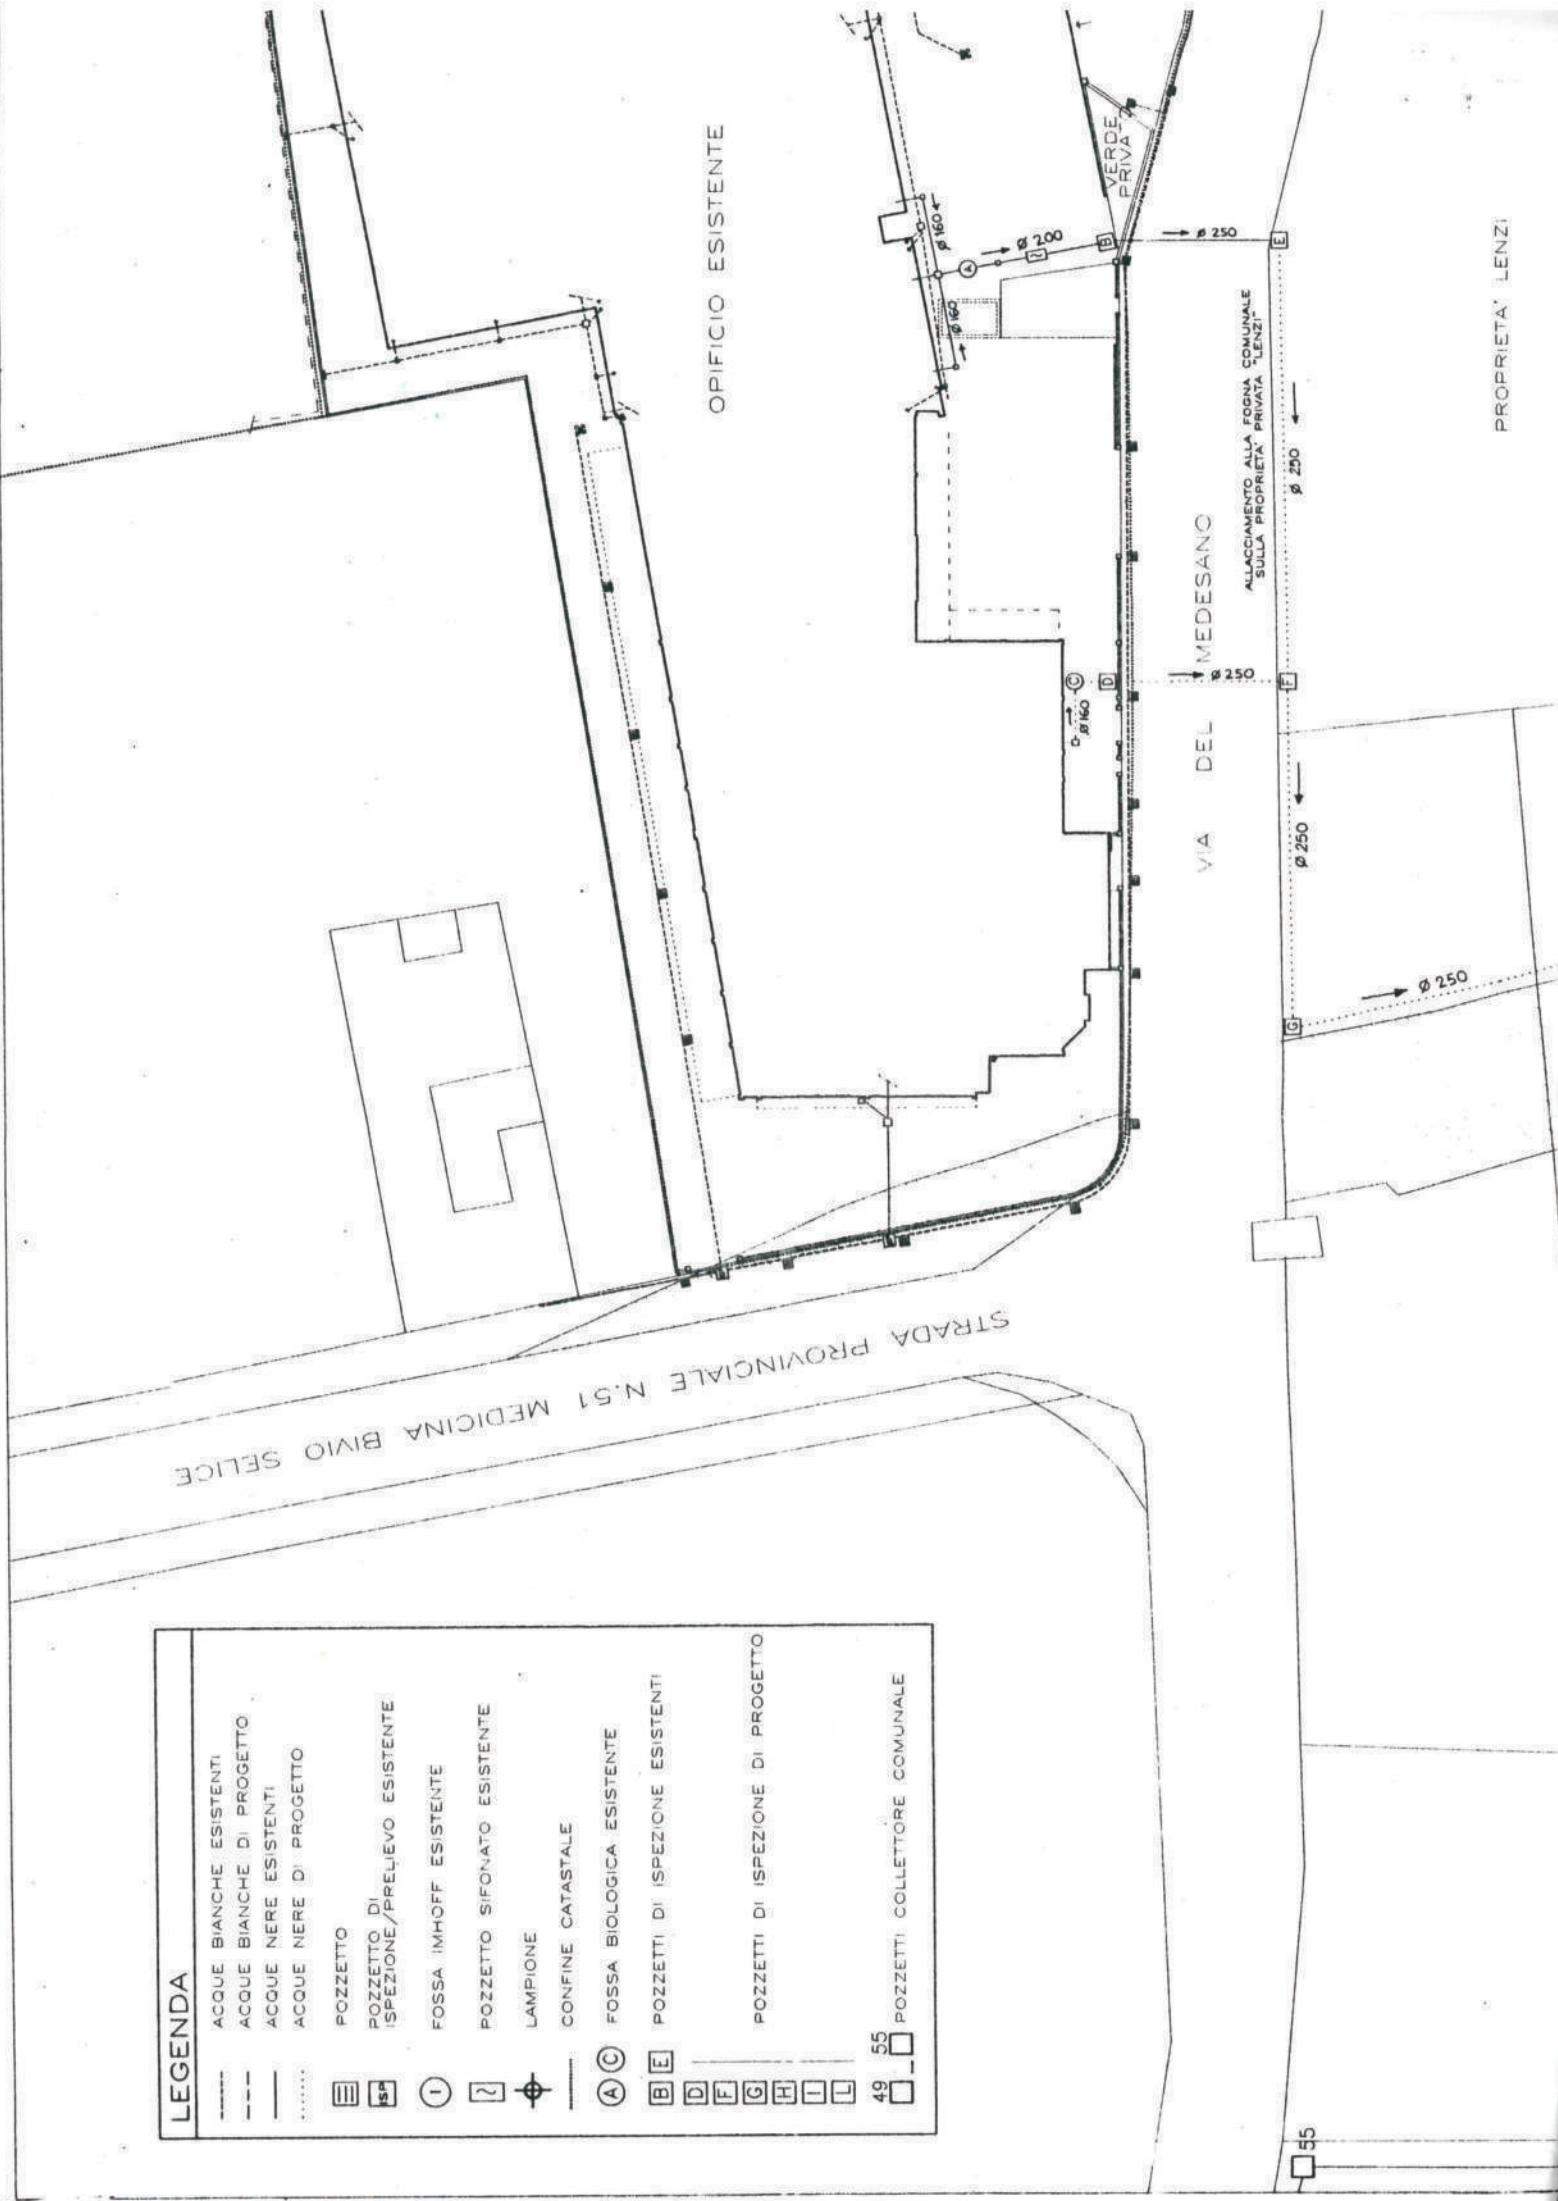 LEGENDA
ACQUE BIANCHE ESISTENTI
ACQUE BIANCHE DI PROGETTO
ACQUE NERE ESISTENTI
ACQUE NERE DI PROGETTO
POZZETTO
ISP POZZETTO DI
ISPEZIONE/PRELIEVO ESISTENTE
I FOSSA IMHOFF ESISTENTE
POZZETTO SIFONATO ESISTENTE
LAMPIONE
CONFINE CATASTALE
A C FOSSA BIOLOGICA ESISTENTE
B E POZZETTI DI ISPEZIONE ESISTENTI
D
F
G
H
I
L
POZZETTI DI ISPEZIONE DI PROGETTO
49 55
POZZETTI COLLETTORE COMUNALE
55
STRADA PROVINCIALE N.51 MEDICINA BIVIO SELICE
OPIFICIO ESISTENTE
VERDE
Ø 160
Ø 160
A
Ø 200
B
Ø 250
E
C
Ø 160
D
Ø 250
F
VIA DEL MEDESANO
ALLACCIAMENTO ALLA FOGNA COMUNALE
SULLA PROPRIETA' PRIVATA "LENZI"
Ø 250
Ø 250
G
Ø 250
PROPRIETA' LENZI